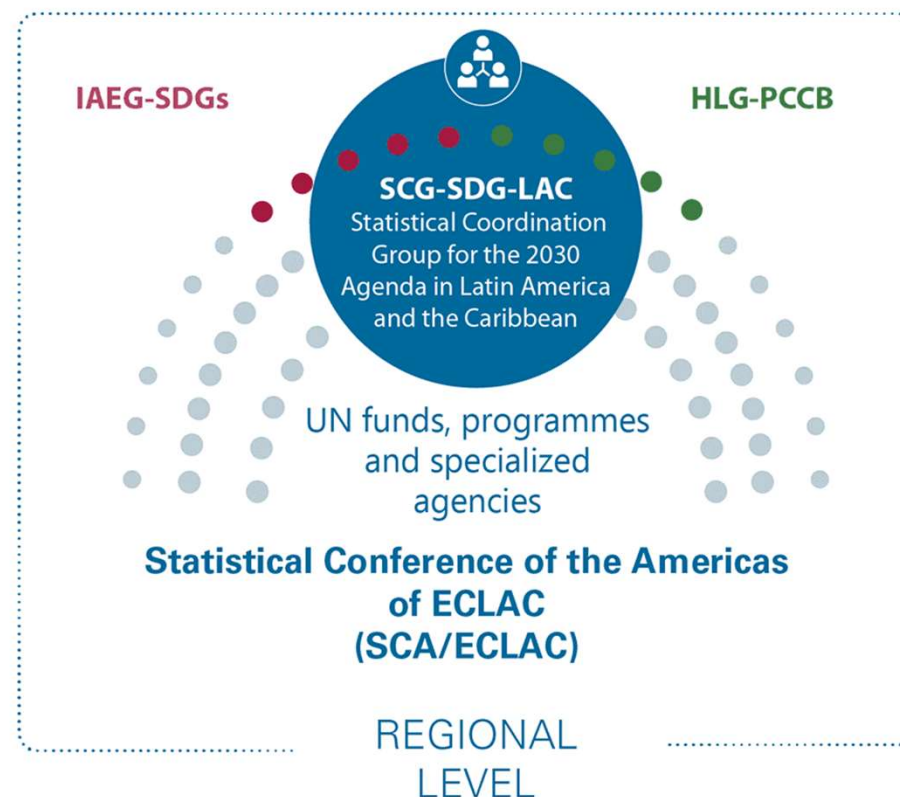 IAEG-SDGs
HLG-PCCB
SCG-SDG-LAC
Statistical Coordination
Group for the 2030
Agenda in Latin America
and the Caribbean
UN funds, programmes
and specialized
agencies
Statistical Conference of the Americas
of ECLAC
(SCA/ECLAC)
REGIONAL
LEVEL